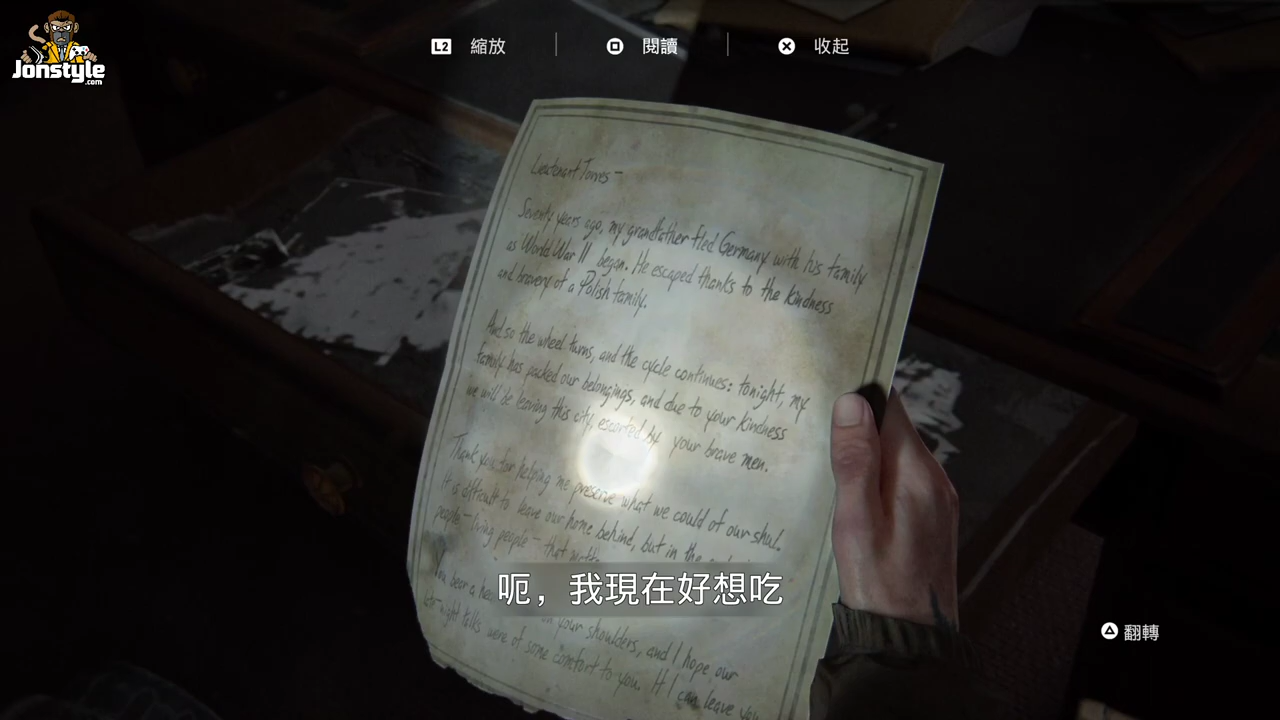 Jonstyle
.com
L2 縮放
閱讀
收起
Lieutenant Torres -
Seventy years ago, my grandfather fled Germany with his family
as World War II began. He escaped thanks to the kindness
and bravery of a Polish family.
And so the wheel turns, and the cycle continues: tonight, my
family has packed our belongings, and due to your kindness
we will be leaving this city, escorted by your brave men.
Thank you for helping me preserve what we could of our shul.
It is difficult to leave our home behind, but in the
people - living people - that
You bear a on your shoulders, and I hope our
late-night talks were of some comfort to you. If I can leave you
呃，我現在好想吃
翻轉